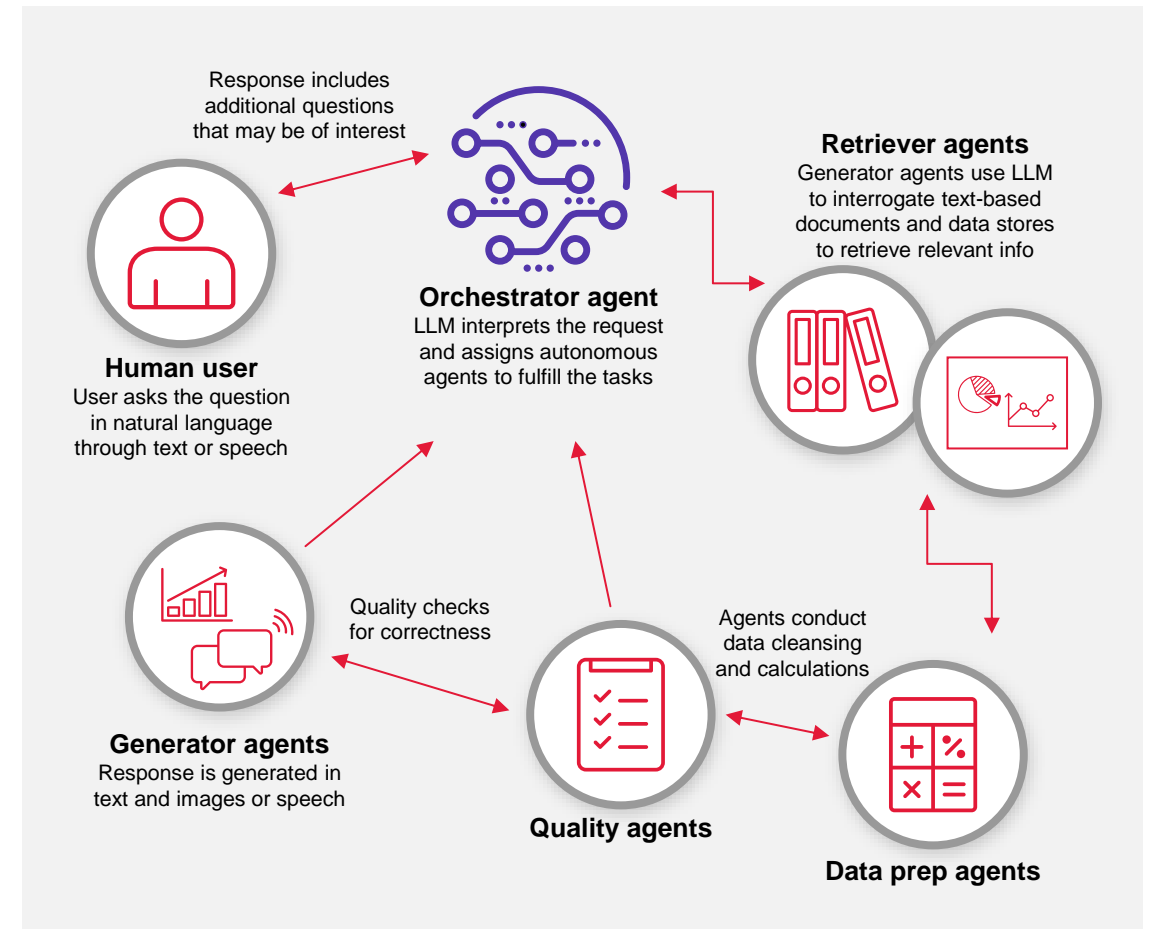 Response includes
additional questions
that may be of interest
Human user
User asks the question
in natural language
through text or speech
Orchestrator agent
LLM interprets the request
and assigns autonomous
agents to fulfill the tasks
Retriever agents
Generator agents use LLM
to interrogate text-based
documents and data stores
to retrieve relevant info
Generator agents
Response is generated in
text and images or speech
Quality checks
for correctness
Quality agents
Agents conduct
data cleansing
and calculations
Data prep agents